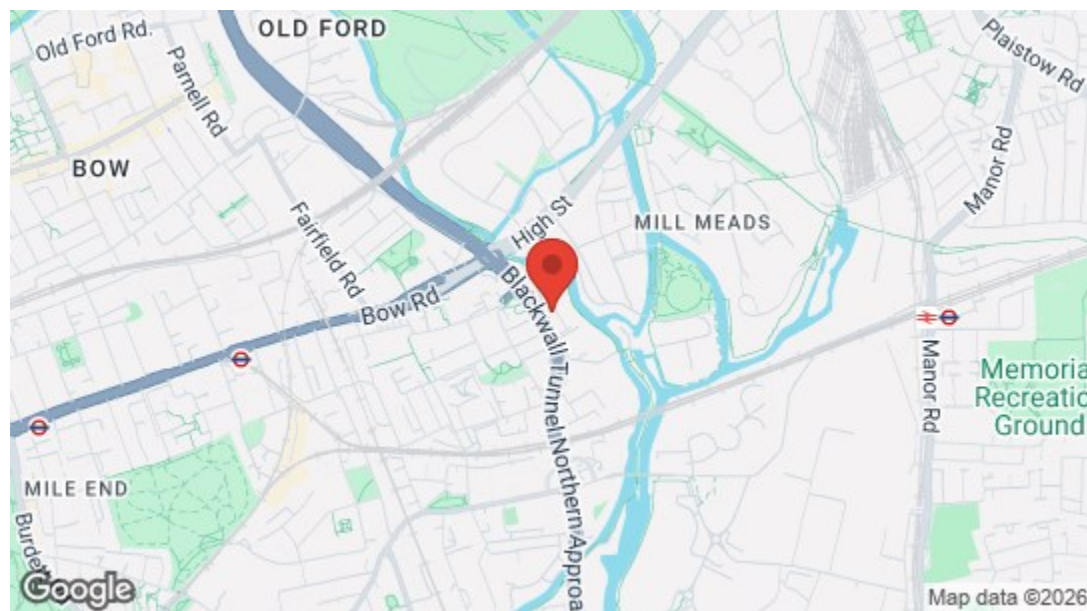 Old Ford Rd.
OLD FORD
Parnell Rd
Plaistow Rd
BOW
Manor Rd
Fairfield Rd
High St
MILL MEADS
Bow Rd
Blackwall Tunnel Northern Approa
Manor Rd
Memoria
Recreatio
Ground
MILE END
Burdet
Google
Map data ©2026